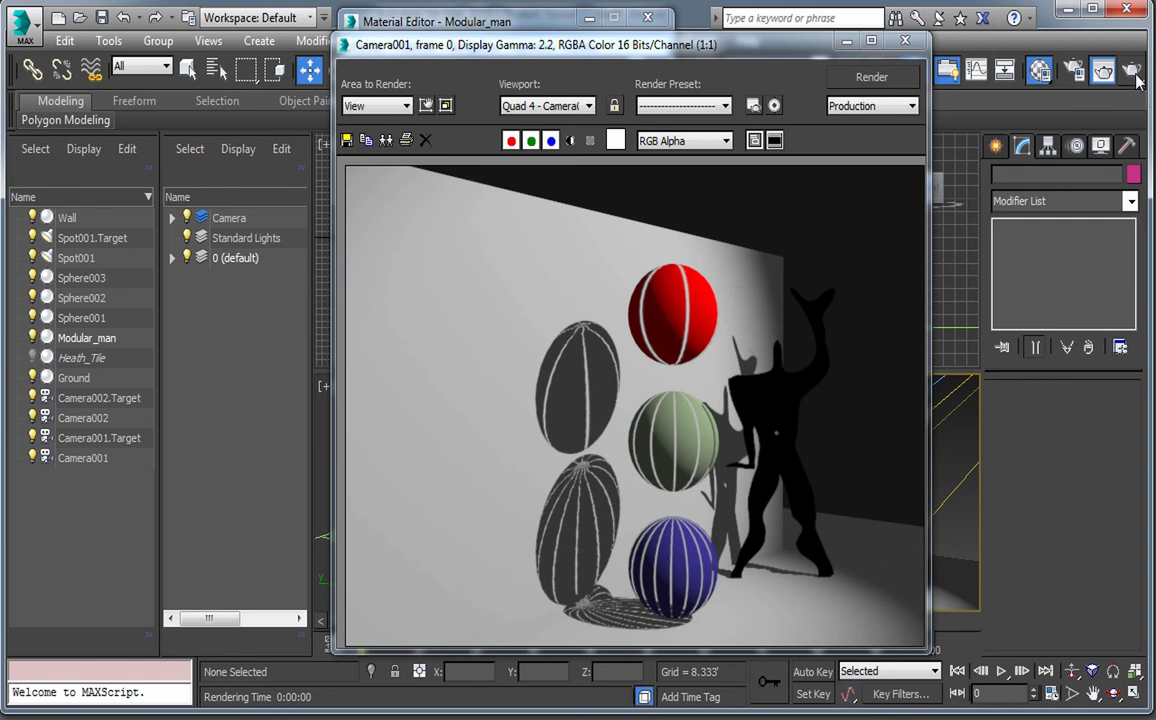 MAX
Workspace: Default
Material Editor - Modular_man
Type a keyword or phrase
Edit Tools Group Views Create Modifi
Camera001, frame 0, Display Gamma: 2.2, RGBA Color 16 Bits/Channel (1:1)
All
Area to Render:
Viewport:
Render Preset:
Render
View
Quad 4 - Camera0
--------------------
Production
RGB Alpha
Modeling Freeform Selection Object Pai
Polygon Modeling
Select Display Edit
Select Display Edit
Name
Wall
Spot001.Target
Spot001
Sphere003
Sphere002
Sphere001
Modular_man
Heath_Tile
Ground
Camera002.Target
Camera002
Camera001.Target
Camera001
Name
Camera
Standard Lights
0 (default)
[+
[+
y
Modifier List
None Selected
X:
Y:
Z:
Grid = 8.333'
Auto Key
Selected
Welcome to MAXScript.
Rendering Time 0:00:00
Add Time Tag
Set Key
Key Filters...
0